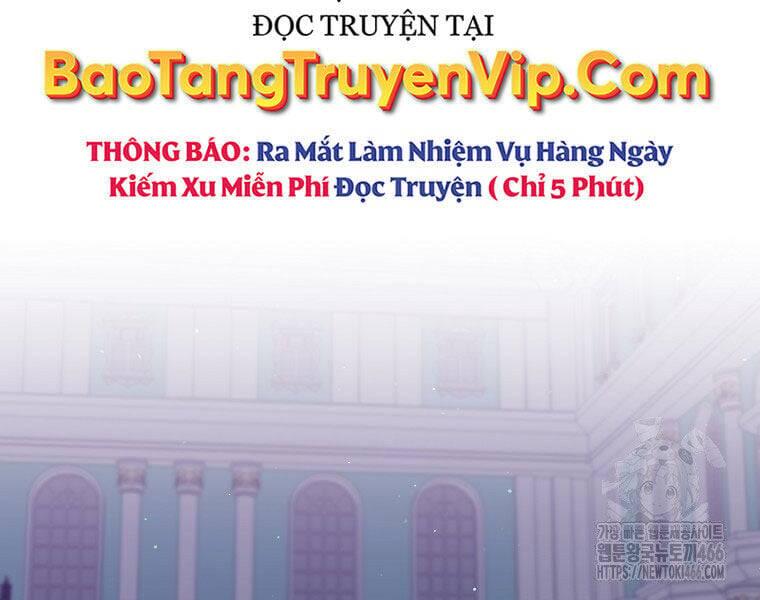 ĐỌC TRUYỆN TẠI
BaoTangTruyenVip.Com
THÔNG BÁO: Ra Mắt Làm Nhiệm Vụ Hàng Ngày
Kiếm Xu Miễn Phí Đọc Truyện ( Chỉ 5 Phút)
가장 빠른 웹툰제공사이트
웹툰왕국뉴토끼466
HTTPS://NEWTOKI466.COM